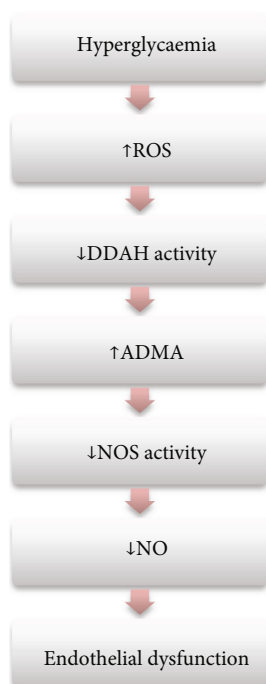 Hyperglycaemia
↑ROS
↓DDAH activity
↑ADMA
↓NOS activity
↓NO
Endothelial dysfunction